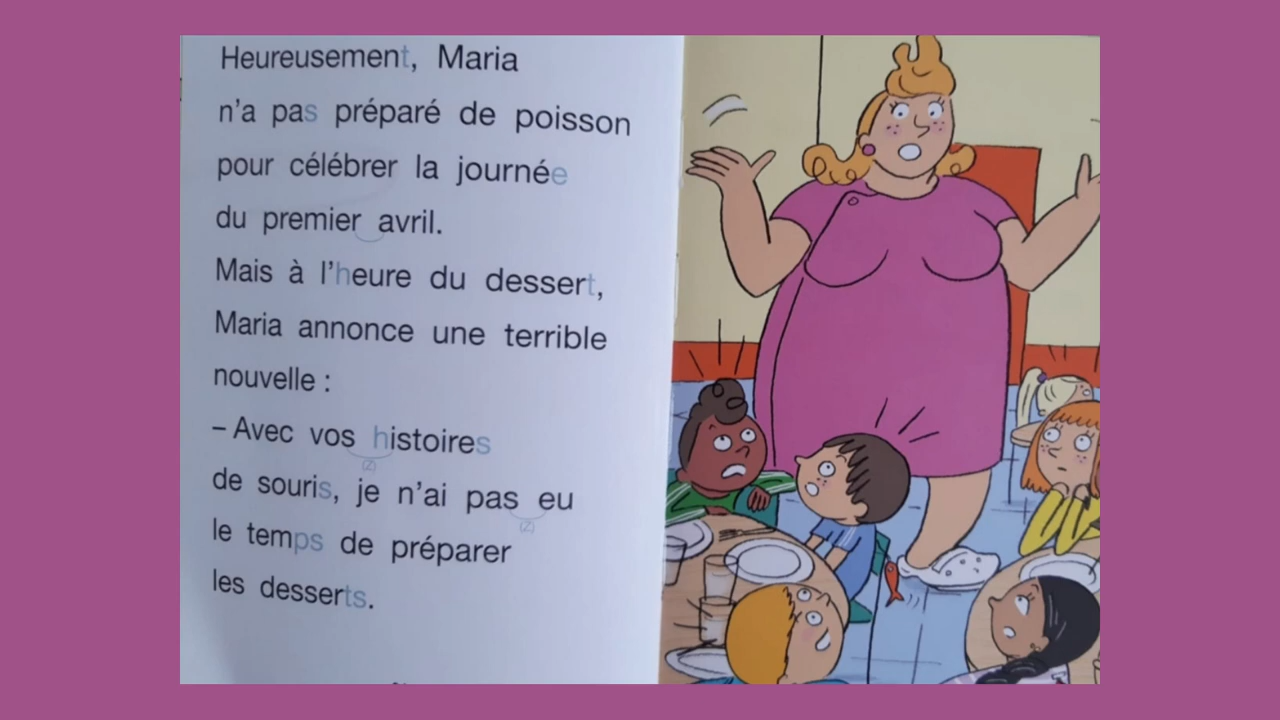 Heureusement, Maria
n'a pas préparé de poisson
pour célébrer la journée
du premier avril.
Mais à l'heure du dessert,
Maria annonce une terrible
nouvelle :
– Avec vos histoires
(Z)
de souris, je n'ai pas eu
(Z)
le temps de préparer
les desserts.